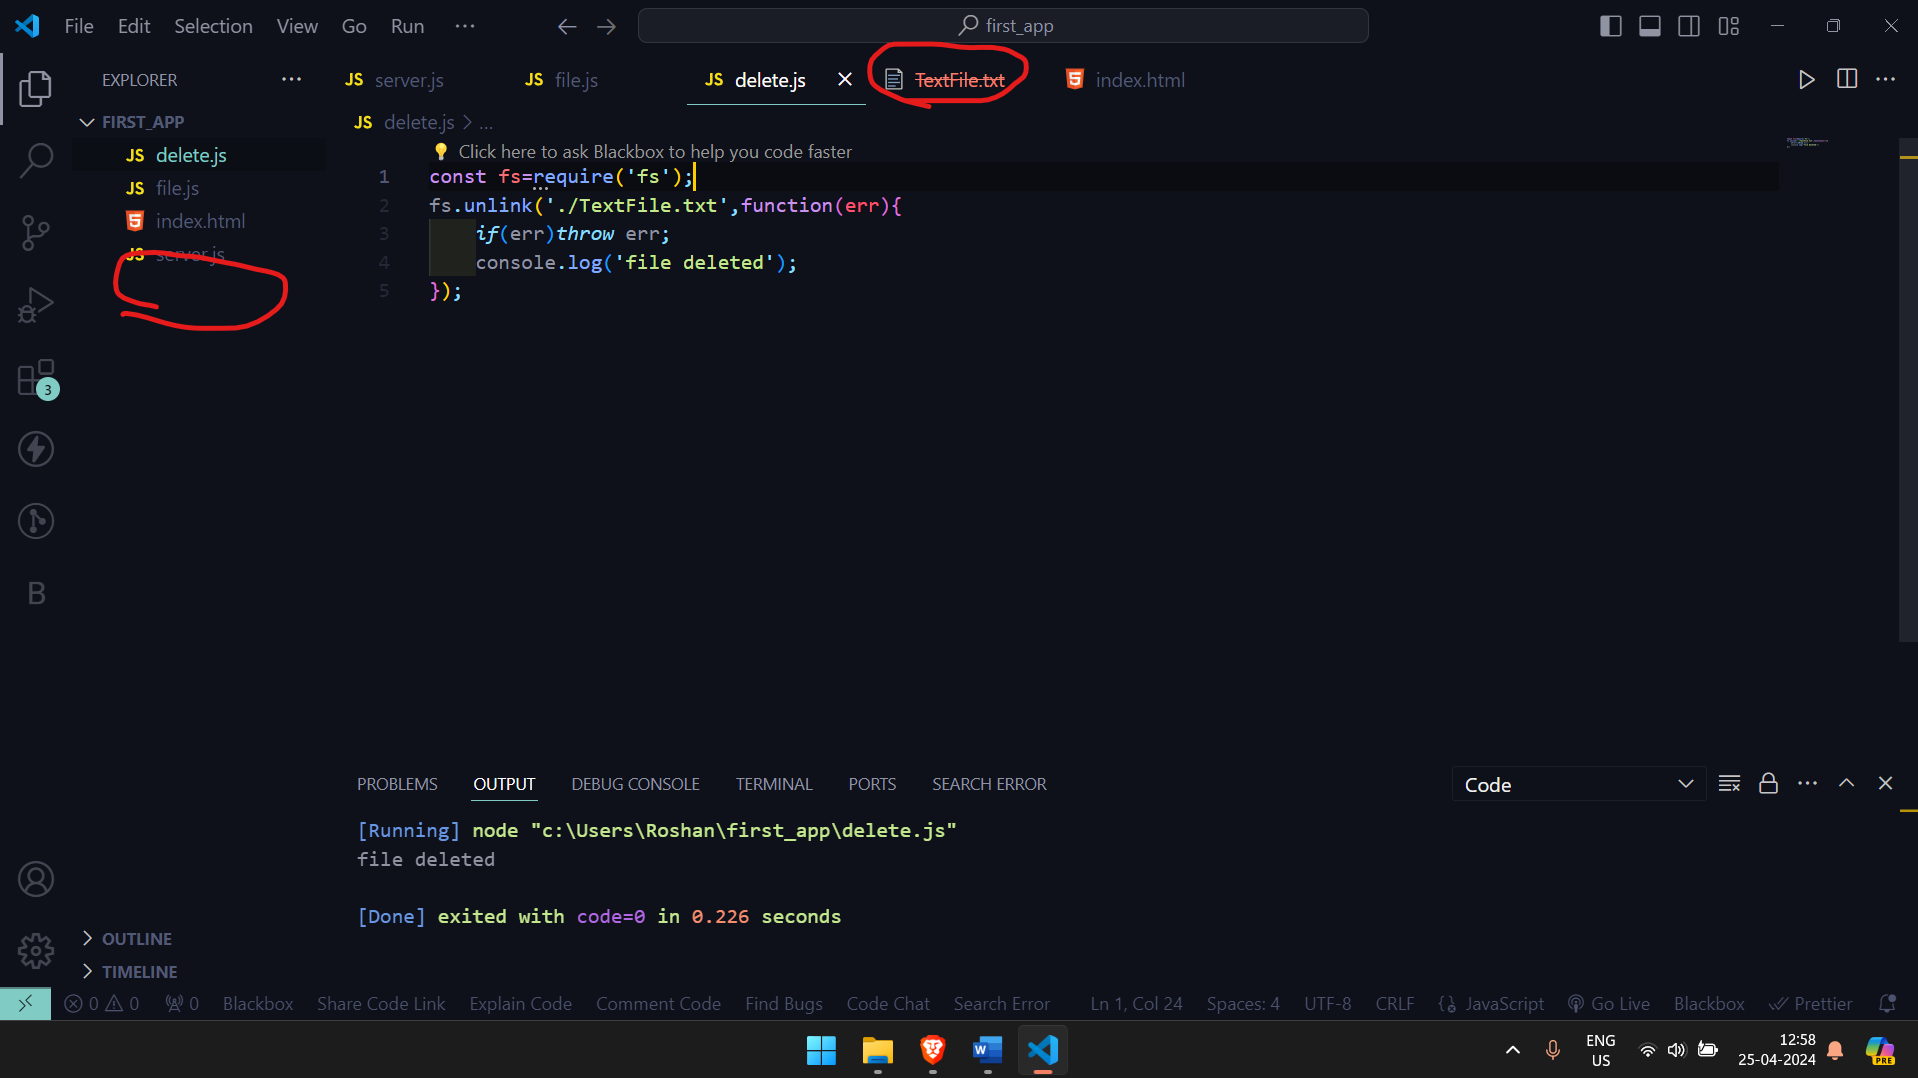 File Edit Selection View Go Run ...
first_app
EXPLORER ...
server.js
file.js
delete.js
TextFile.txt
index.html
FIRST_APP
JS delete.js
JS file.js
index.html
JS server.js
JS delete.js > ...
Click here to ask Blackbox to help you code faster
1 const fs=require('fs');
2 fs.unlink('./TextFile.txt',function(err){
3 if(err)throw err;
4 console.log('file deleted');
5 });
3
B
PROBLEMS OUTPUT DEBUG CONSOLE TERMINAL PORTS SEARCH ERROR
Code
[Running] node "c:\Users\Roshan\first_app\delete.js"
file deleted
[Done] exited with code=0 in 0.226 seconds
OUTLINE
TIMELINE
0 0 0 Blackbox Share Code Link Explain Code Comment Code Find Bugs Code Chat Search Error Ln 1, Col 24 Spaces: 4 UTF-8 CRLF JavaScript Go Live Blackbox Prettier
ENG
US
12:58
25-04-2024
PRE